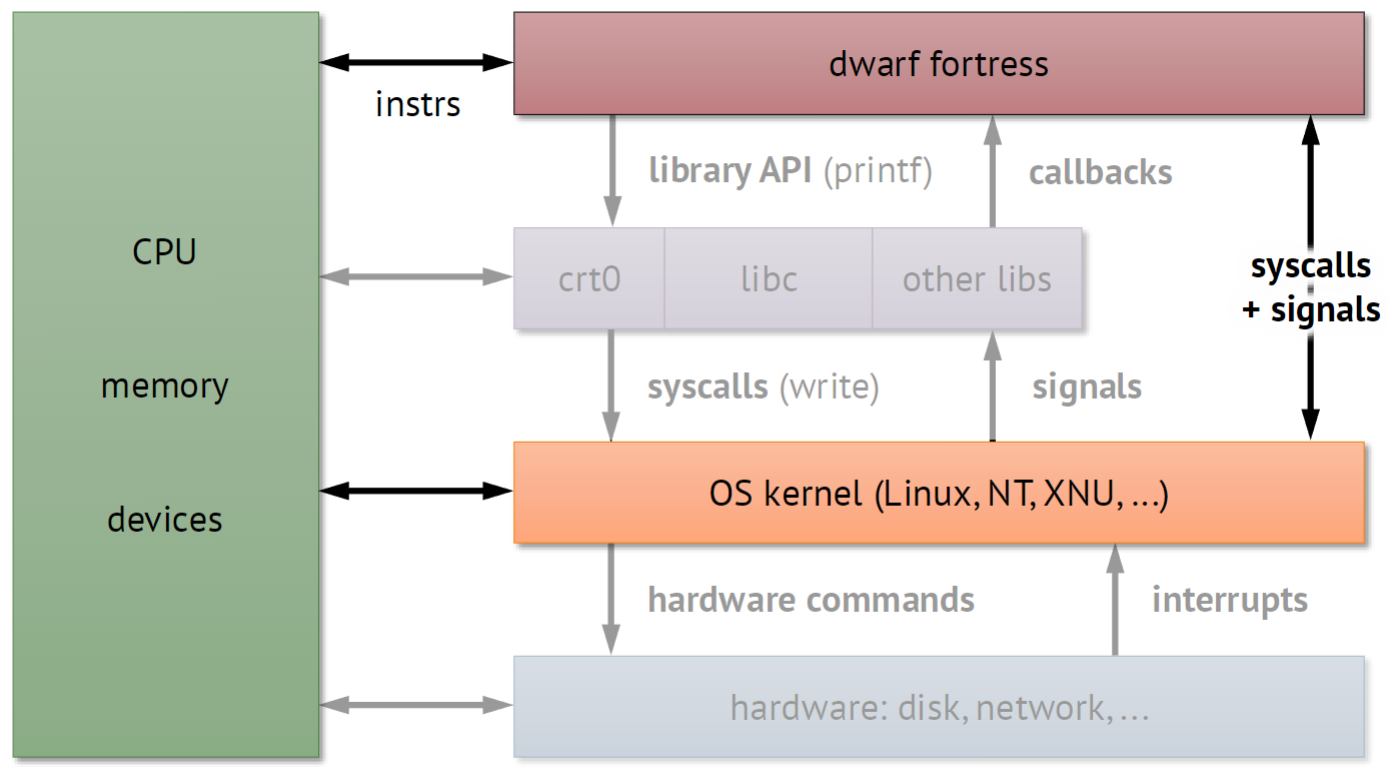 dwarf fortress
instrs
library API (printf)
callbacks
CPU
crt0
libc
other libs
syscalls
+ signals
memory
syscalls (write)
signals
devices
OS kernel (Linux, NT, XNU, ...)
hardware commands
interrupts
hardware: disk, network, ...